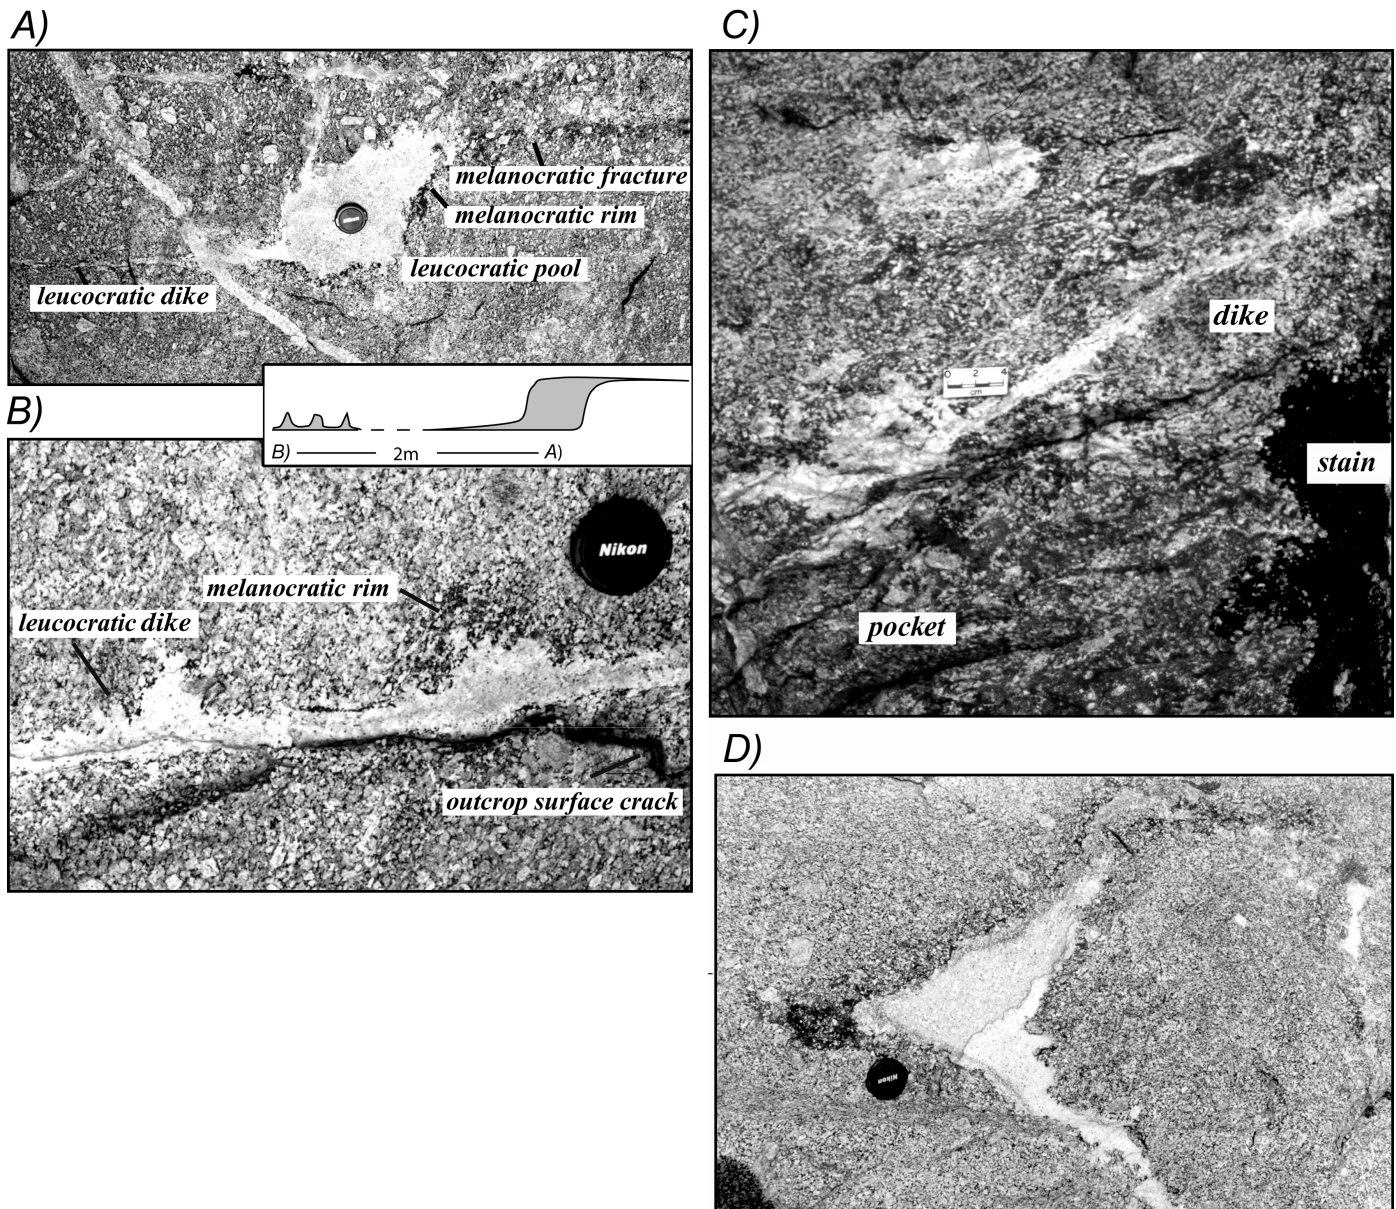 A)
melanocratic fracture
melanocratic rim
leucocratic pool
leucocratic dike
Nikon
B)
B) 2m A)
Nikon
melanocratic rim
leucocratic dike
outcrop surface crack
C)
0 2 4
cm
dike
stain
pocket
D)
Nikon